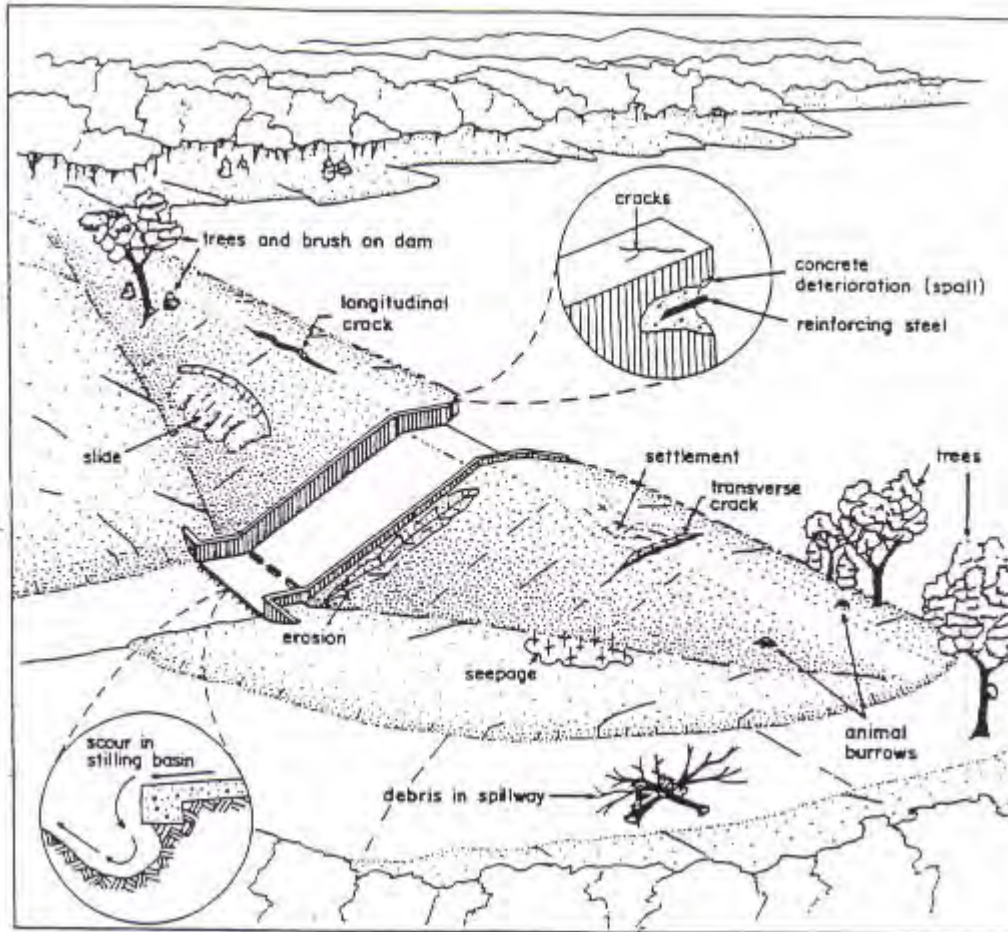 cracks
trees and brush on dam
concrete
deterioration (spall)
longitudinal
crack
reinforcing steel
slide
settlement
transverse
crack
trees
erosion
seepage
animal
burrows
scour in
stilling basin
debris in spillway